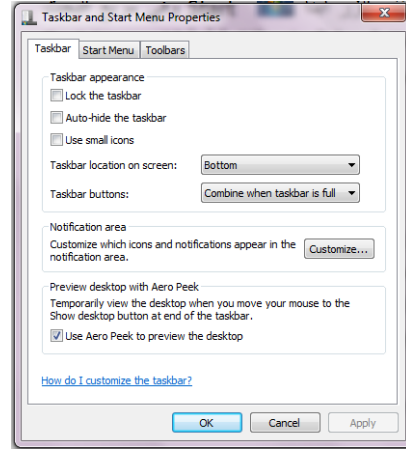 Taskbar and Start Menu Properties
Taskbar Start Menu Toolbars
Taskbar appearance
Lock the taskbar
Auto-hide the taskbar
Use small icons
Taskbar location on screen: Bottom
Taskbar buttons: Combine when taskbar is full
Notification area
Customize which icons and notifications appear in the
notification area.
Customize...
Preview desktop with Aero Peek
Temporarily view the desktop when you move your mouse to the
Show desktop button at end of the taskbar.
Use Aero Peek to preview the desktop
How do I customize the taskbar?
OK Cancel Apply